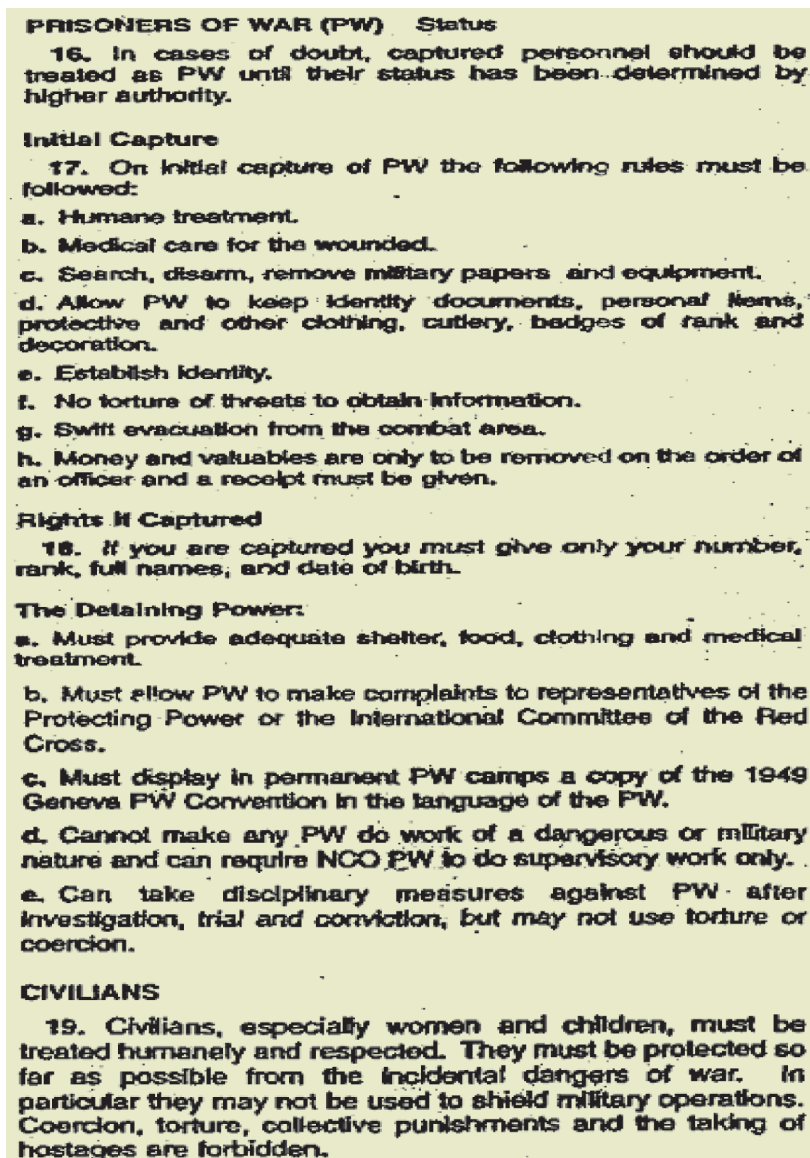 PRISONERS OF WAR (PW) Status
16. In cases of doubt, captured personnel should be
treated as PW until their status has been determined by
higher authority.
Initial Capture
17. On initial capture of PW the following rules must be
followed:
a. Humane treatment.
b. Medical care for the wounded.
c. Search, disarm, remove military papers and equipment.
d. Allow PW to keep identity documents, personal items,
protective and other clothing, cutlery, badges of rank and
decoration.
e. Establish identity.
f. No torture of threats to obtain information.
g. Swift evacuation from the combat area.
h. Money and valuables are only to be removed on the order of
an officer and a receipt must be given.
Rights if Captured
18. If you are captured you must give only your number,
rank, full names, and date of birth.
The Detaining Power:
a. Must provide adequate shelter, food, clothing and medical
treatment.
b. Must allow PW to make complaints to representatives of the
Protecting Power or the International Committee of the Red
Cross.
c. Must display in permanent PW camps a copy of the 1949
Geneva PW Convention in the language of the PW.
d. Cannot make any PW do work of a dangerous or military
nature and can require NCO PW to do supervisory work only.
e. Can take disciplinary measures against PW after
investigation, trial and conviction, but may not use torture or
coercion.
CIVILIANS
19. Civilians, especially women and children, must be
treated humanely and respected. They must be protected so
far as possible from the incidental dangers of war. In
particular they may not be used to shield military operations.
Coercion, torture, collective punishments and the taking of
hostages are forbidden.